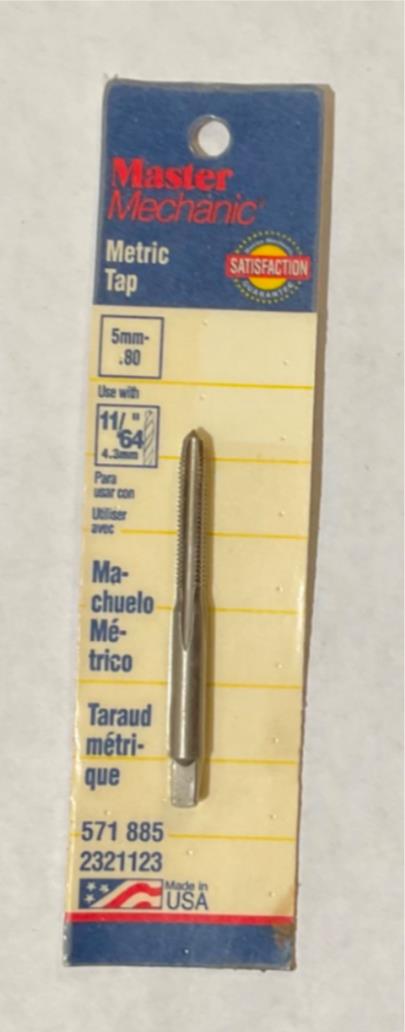 Master
Mechanic
Metric
Tap
SATISFACTION
GUARANTEE
5mm-
.80
Use with
11/64"
4.3mm
Para
usar con
Utiliser
avec
Ma-
chuelo
Mé-
trico
Taraud
métri-
que
571 885
2321123
Made in
USA